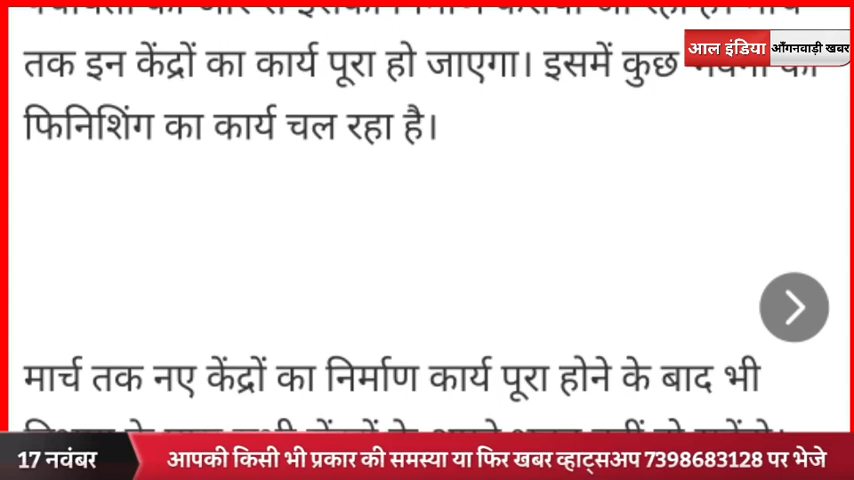 आल इंडिया आँगनवाड़ी खबर
तक इन केंद्रों का कार्य पूरा हो जाएगा। इसमें कुछ
फिनिशिंग का कार्य चल रहा है।
मार्च तक नए केंद्रों का निर्माण कार्य पूरा होने के बाद भी
17 नवंबर आपकी किसी भी प्रकार की समस्या या फिर खबर व्हाट्सअप 7398683128 पर भेजे